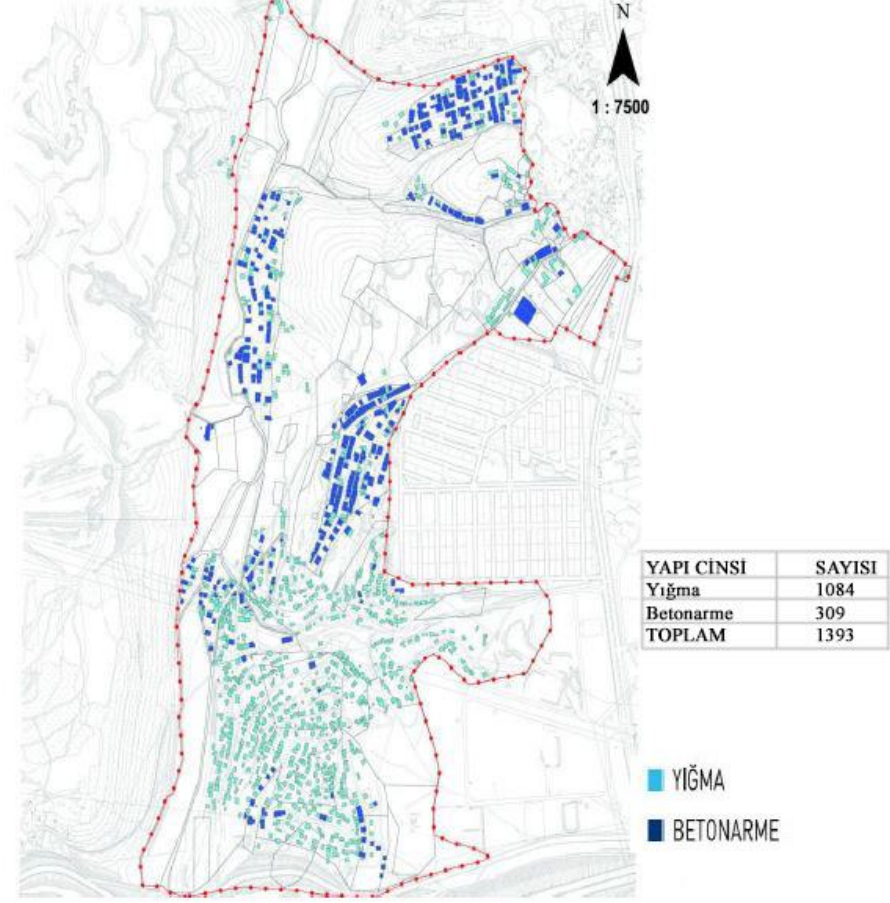 N
1 : 7500
YAPI CİNSİ SAYISI
Yığma 1084
Betonarme 309
TOPLAM 1393
YIĞMA
BETONARME